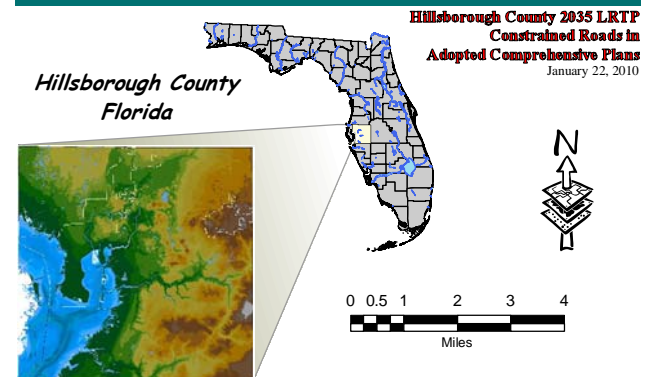 Hillsborough County 2035 LRTP
Constrained Roads in
Adopted Comprehensive Plans
January 22, 2010
Hillsborough County
Florida
N
0 0.5 1 2 3 4
Miles